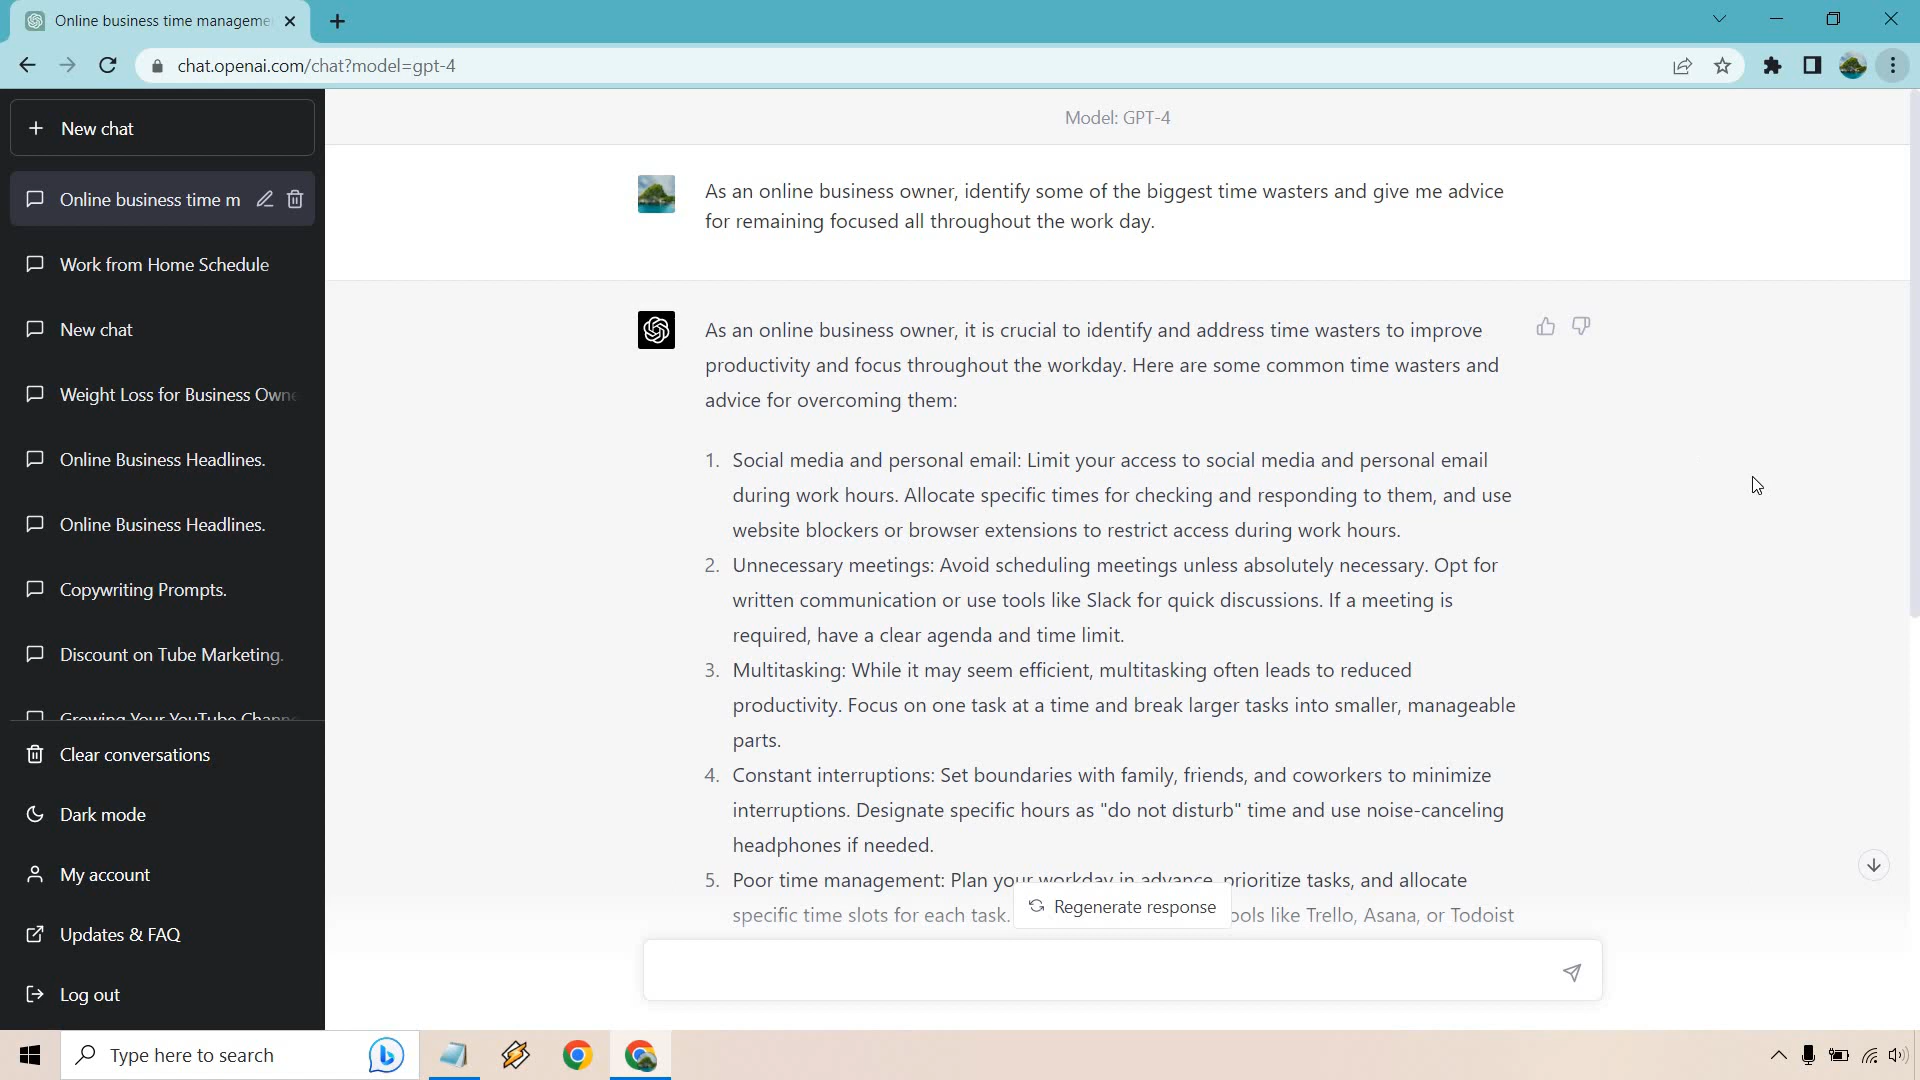 Online business time manageme
chat.openai.com/chat?model=gpt-4
New chat
Online business time m
Work from Home Schedule
New chat
Weight Loss for Business Owne
Online Business Headlines.
Online Business Headlines.
Copywriting Prompts.
Discount on Tube Marketing.
Growing Your YouTube Chann
Clear conversations
Dark mode
My account
Updates & FAQ
Log out
Model: GPT-4
As an online business owner, identify some of the biggest time wasters and give me advice
for remaining focused all throughout the work day.
As an online business owner, it is crucial to identify and address time wasters to improve
productivity and focus throughout the workday. Here are some common time wasters and
advice for overcoming them:
1. Social media and personal email: Limit your access to social media and personal email
during work hours. Allocate specific times for checking and responding to them, and use
website blockers or browser extensions to restrict access during work hours.
2. Unnecessary meetings: Avoid scheduling meetings unless absolutely necessary. Opt for
written communication or use tools like Slack for quick discussions. If a meeting is
required, have a clear agenda and time limit.
3. Multitasking: While it may seem efficient, multitasking often leads to reduced
productivity. Focus on one task at a time and break larger tasks into smaller, manageable
parts.
4. Constant interruptions: Set boundaries with family, friends, and coworkers to minimize
interruptions. Designate specific hours as "do not disturb" time and use noise-canceling
headphones if needed.
5. Poor time management: Plan your workday in advance, prioritize tasks, and allocate
specific time slots for each task. ools like Trello, Asana, or Todoist
Regenerate response
Type here to search